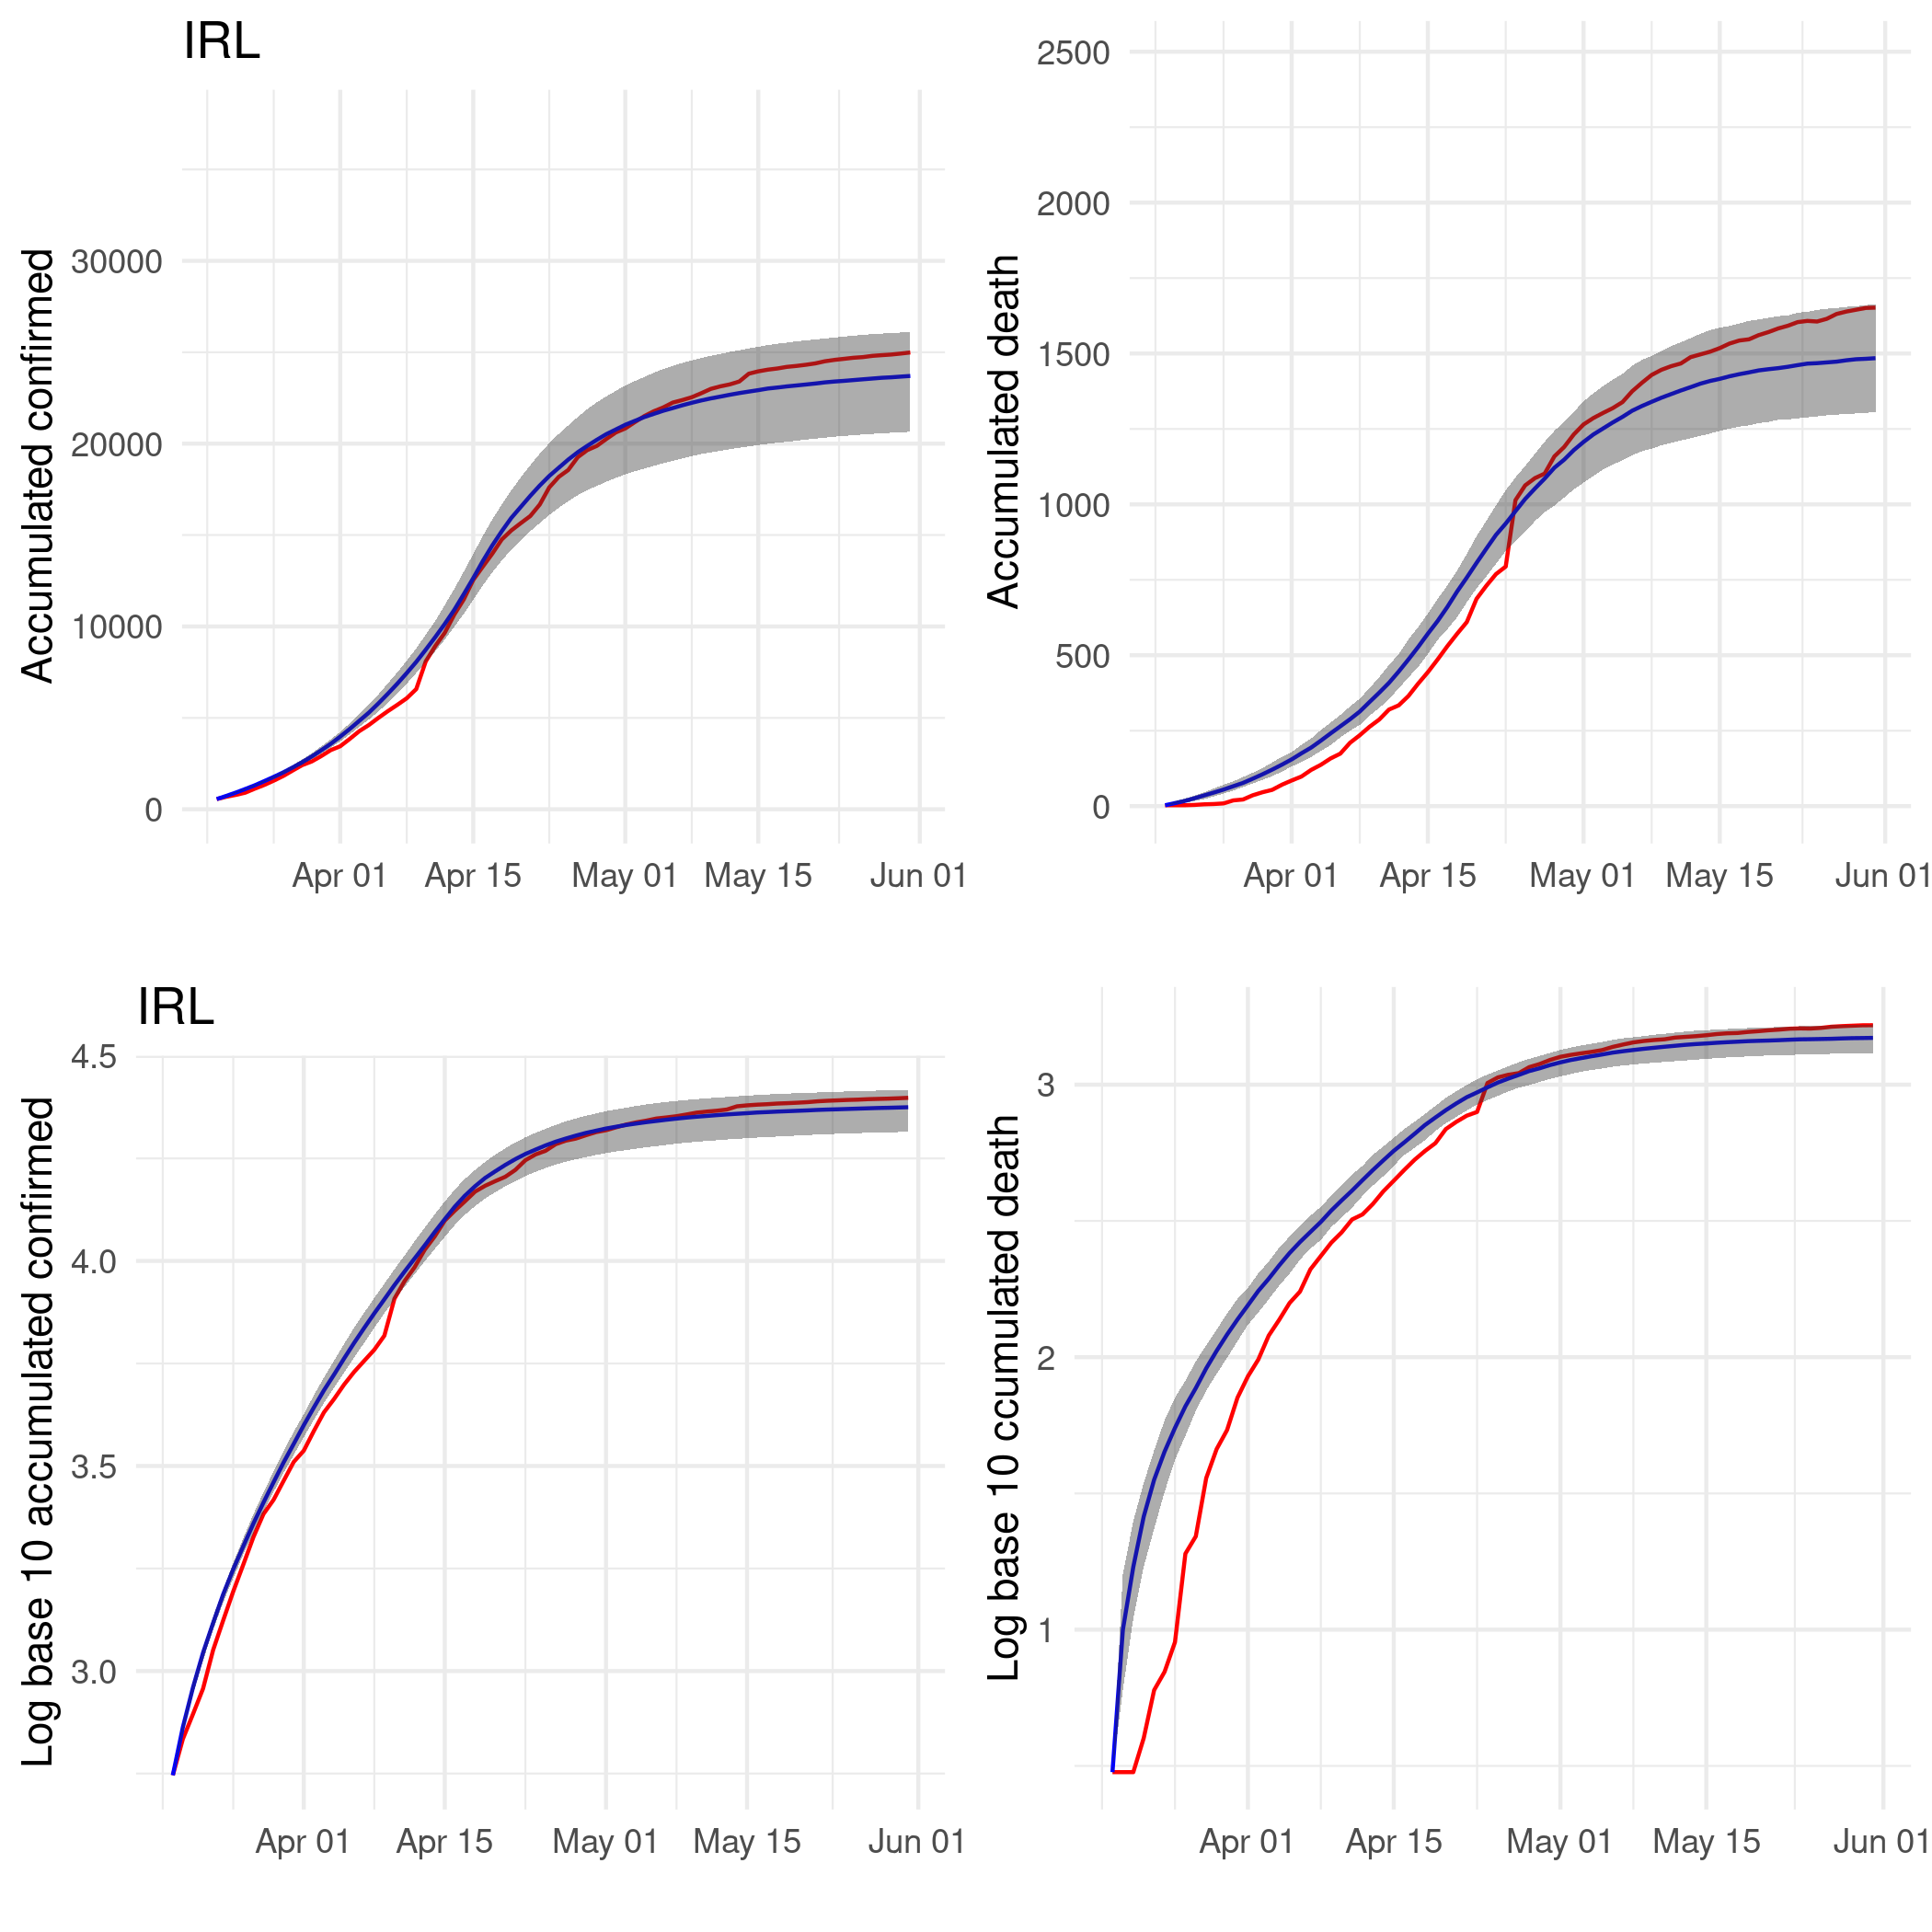 IRL
Accumulated confirmed
30000
20000
10000
0
Apr 01 Apr 15 May 01 May 15 Jun 01
Accumulated death
2500
2000
1500
1000
500
0
Apr 01 Apr 15 May 01 May 15 Jun 01
IRL
Log base 10 accumulated confirmed
4.5
4.0
3.5
3.0
Apr 01 Apr 15 May 01 May 15 Jun 01
Log base 10 ccumulated death
3
2
1
Apr 01 Apr 15 May 01 May 15 Jun 01